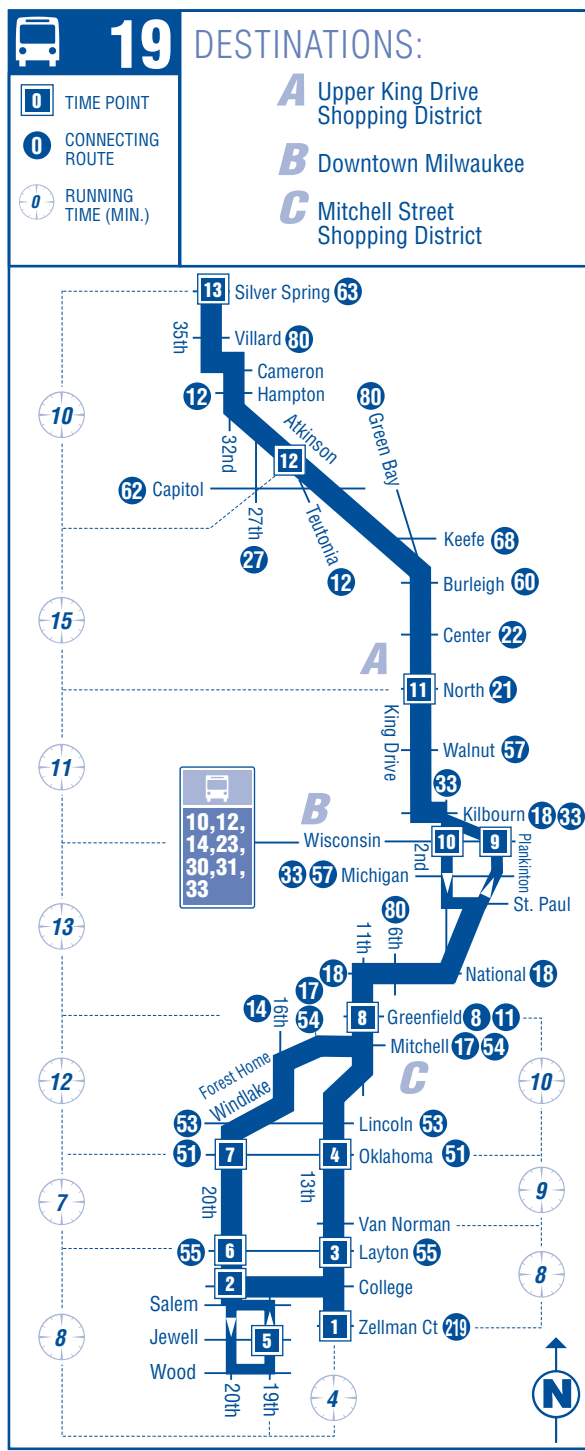 19
DESTINATIONS:
0 TIME POINT
0 CONNECTING
ROUTE
0 RUNNING
TIME (MIN.)
A Upper King Drive
Shopping District
B Downtown Milwaukee
C Mitchell Street
Shopping District
13 Silver Spring 63
35th
Villard 80
Cameron
12 Hampton
80
10
32nd
Atkinson
Green Bay
12
62 Capitol
27th
27
Teutonia
12
Keefe 68
Burleigh 60
15
Center 22
A
11 North 21
King Drive
Walnut 57
11
33
Kilbourn 18 33
B
10,12,
14,23,
30,31,
33
Wisconsin
10
9
2nd
Plankinton
33 57 Michigan
St. Paul
80
13
11th
6th
18
National 18
17
14
54
16th
8 Greenfield 8 11
Mitchell 17 54
Forest Home
Windlake
C
12
10
53
Lincoln 53
51
7
4 Oklahoma 51
20th
13th
7
9
Van Norman
55
6
3 Layton 55
2
College
8
Salem
1 Zellman Ct 219
Jewell
5
8
Wood
20th
19th
4
N